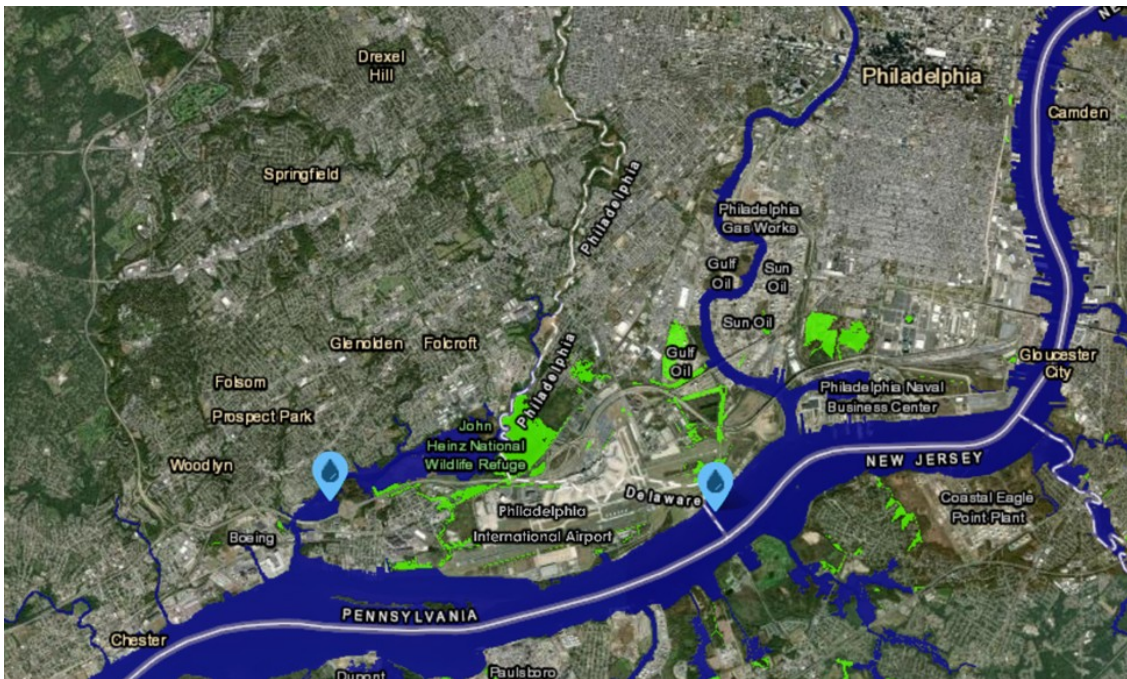 NE
Drexel
Hill
Philadelphia
Camden
Springfield
Philadelphia
Philadelphia
Gas Works
Gulf
Oil
Sun
Oil
Sun Oil
Glenolden
Folcroft
Gulf
Oil
Gloucester
City
Philadelphia
Folsom
Philadelphia Naval
Business Center
Prospect Park
John
Heinz National
Wildlife Refuge
Woodlyn
NEW JERSEY
Delaware
Coastal Eagle
Point Plant
Philadelphia
International Airport
Boeing
PENNSYLVANIA
Chester
Dupont
Paulsboro